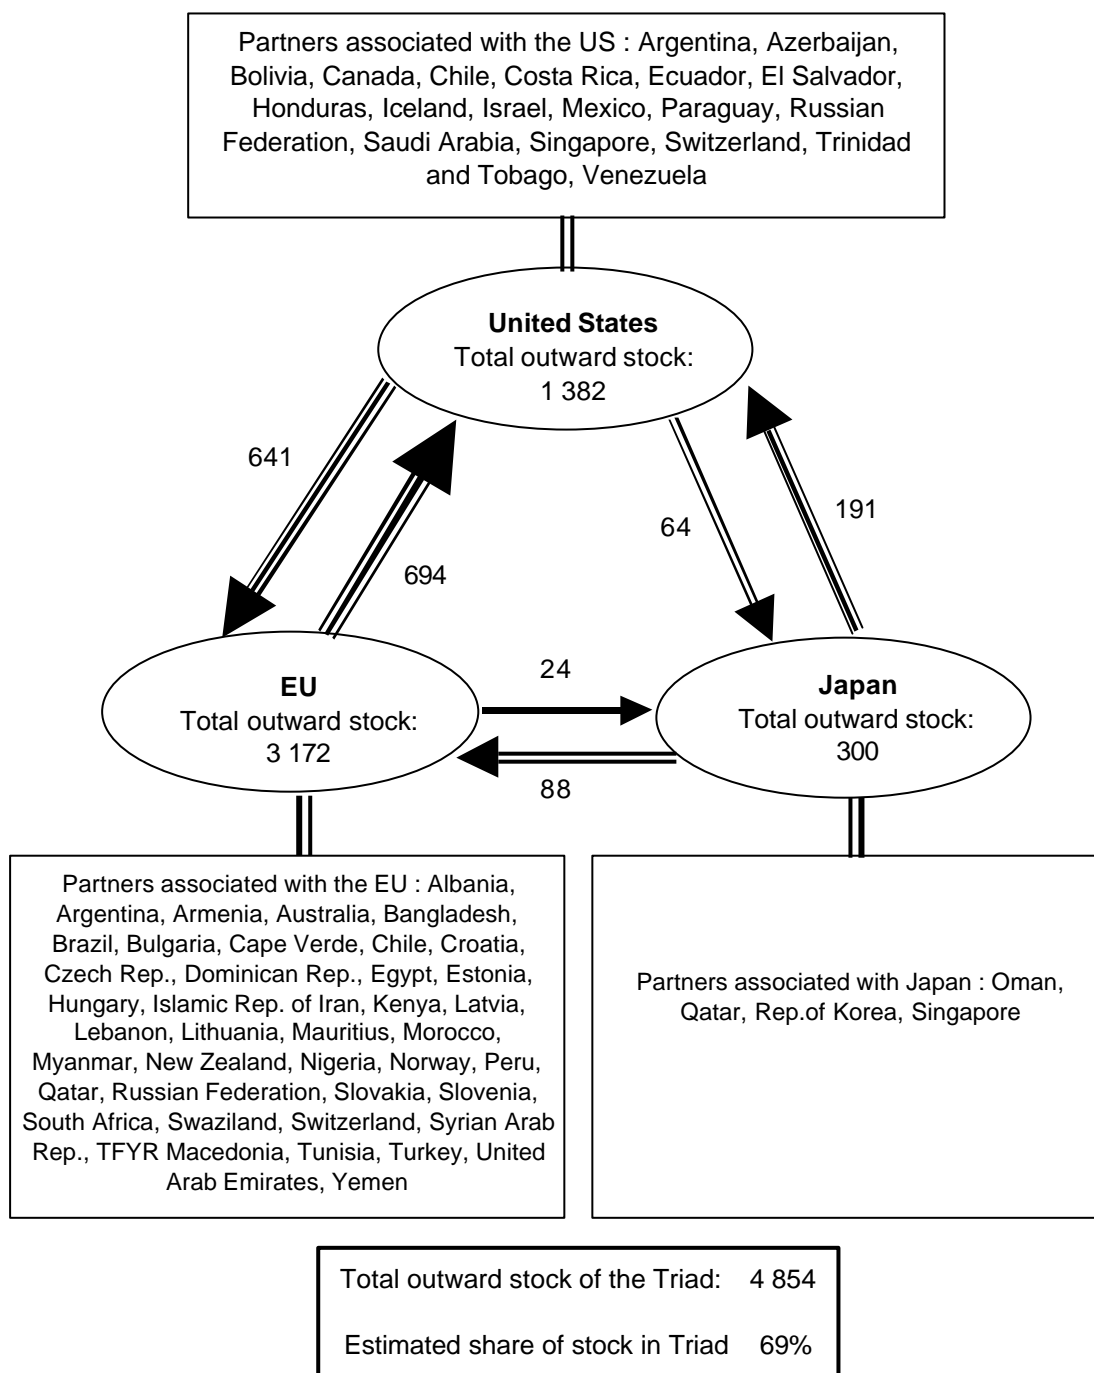 Partners associated with the US : Argentina, Azerbaijan,
Bolivia, Canada, Chile, Costa Rica, Ecuador, El Salvador,
Honduras, Iceland, Israel, Mexico, Paraguay, Russian
Federation, Saudi Arabia, Singapore, Switzerland, Trinidad
and Tobago, Venezuela
United States
Total outward stock:
1 382
641
694
64
191
EU
Total outward stock:
3 172
24
88
Japan
Total outward stock:
300
Partners associated with the EU : Albania,
Argentina, Armenia, Australia, Bangladesh,
Brazil, Bulgaria, Cape Verde, Chile, Croatia,
Czech Rep., Dominican Rep., Egypt, Estonia,
Hungary, Islamic Rep. of Iran, Kenya, Latvia,
Lebanon, Lithuania, Mauritius, Morocco,
Myanmar, New Zealand, Nigeria, Norway, Peru,
Qatar, Russian Federation, Slovakia, Slovenia,
South Africa, Swaziland, Switzerland, Syrian Arab
Rep., TFYR Macedonia, Tunisia, Turkey, United
Arab Emirates, Yemen
Partners associated with Japan : Oman,
Qatar, Rep.of Korea, Singapore
Total outward stock of the Triad: 4 854
Estimated share of stock in Triad 69%